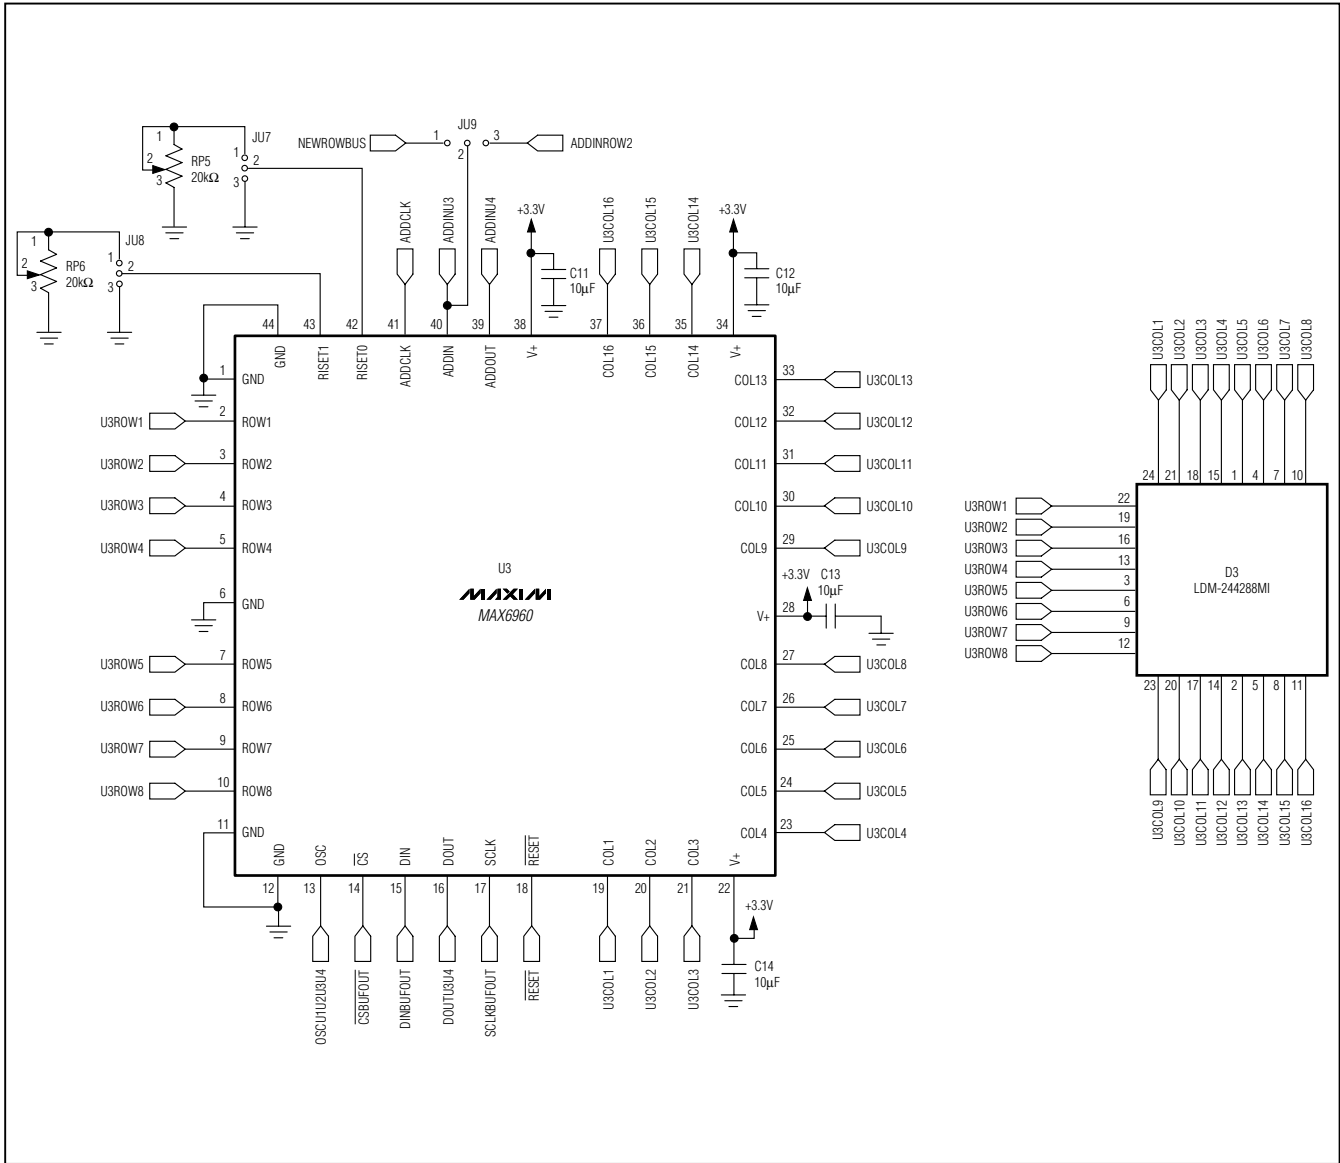 JU9
NEWROWBUS 1 2 3 ADDINROW2
1 2 3 RP5 20kΩ
JU7 1 2 3
1 2 3 RP6 20kΩ
JU8 1 2 3
ADDCLK
ADDINU3
ADDINU4
+3.3V
C11 10µF
U3COL16
U3COL15
U3COL14
+3.3V
C12 10µF
44 43 42 41 40 39 38 37 36 35 34
GND RISET1 RISET0 ADDCLK ADDIN ADDOUT V+ COL16 COL15 COL14 V+
1 GND
U3ROW1 2 ROW1
U3ROW2 3 ROW2
U3ROW3 4 ROW3
U3ROW4 5 ROW4
6 GND
U3ROW5 7 ROW5
U3ROW6 8 ROW6
U3ROW7 9 ROW7
U3ROW8 10 ROW8
11 GND
U3
MAXIM
MAX6960
COL13 33 U3COL13
COL12 32 U3COL12
COL11 31 U3COL11
COL10 30 U3COL10
COL9 29 U3COL9
+3.3V C13 10µF
V+ 28
COL8 27 U3COL8
COL7 26 U3COL7
COL6 25 U3COL6
COL5 24 U3COL5
COL4 23 U3COL4
GND OSC CS DIN DOUT SCLK RESET COL1 COL2 COL3 V+
12 13 14 15 16 17 18 19 20 21 22
OSCU1U2U3U4
CSBUFOUT
DINBUFOUT
DOUTU3U4
SCLKBUFOUT
RESET
U3COL1
U3COL2
U3COL3
+3.3V
C14 10µF
U3COL1 U3COL2 U3COL3 U3COL4 U3COL5 U3COL6 U3COL7 U3COL8
24 21 18 15 1 4 7 10
U3ROW1 22
U3ROW2 19
U3ROW3 16
U3ROW4 13
U3ROW5 3
U3ROW6 6
U3ROW7 9
U3ROW8 12
D3
LDM-244288MI
23 20 17 14 2 5 8 11
U3COL9 U3COL10 U3COL11 U3COL12 U3COL13 U3COL14 U3COL15 U3COL16